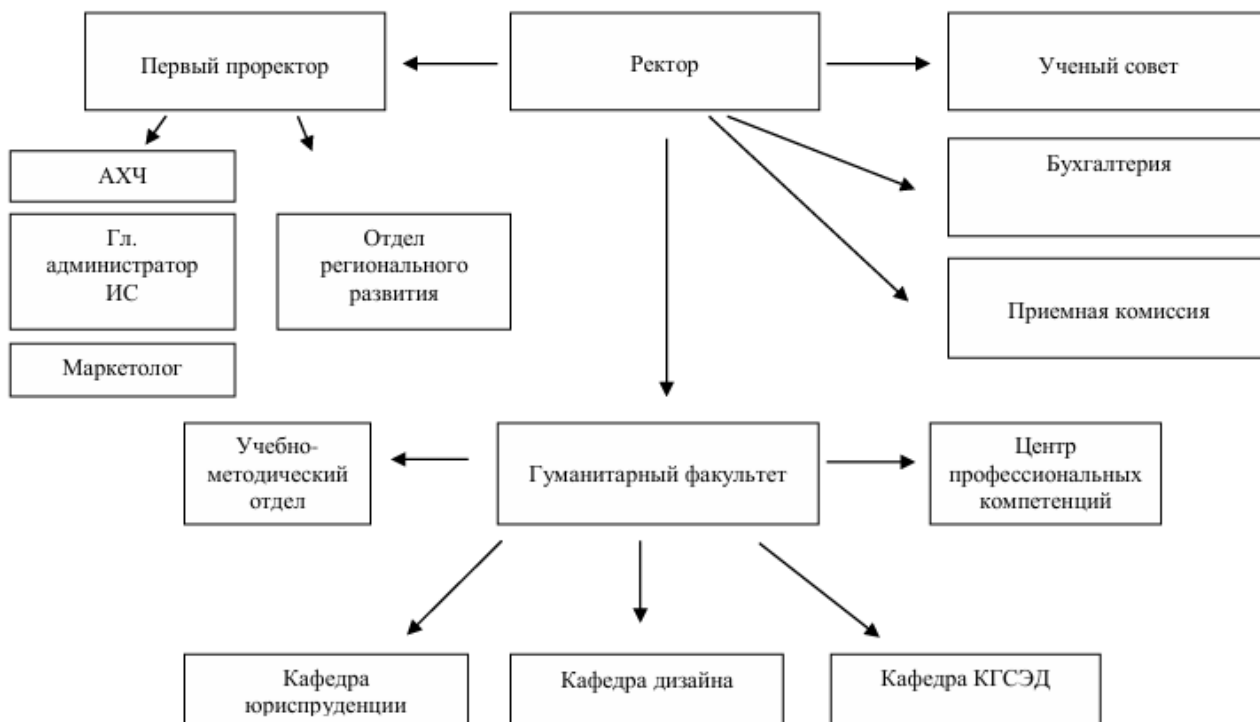 Первый проректор
Ректор
Ученый совет
АХЧ
Бухгалтерия
Гл.
администратор
ИС
Отдел
регионального
развития
Приемная комиссия
Маркетолог
Учебно-
методический
отдел
Гуманитарный факультет
Центр
профессиональных
компетенций
Кафедра
юриспруденции
Кафедра дизайна
Кафедра КГСЭД